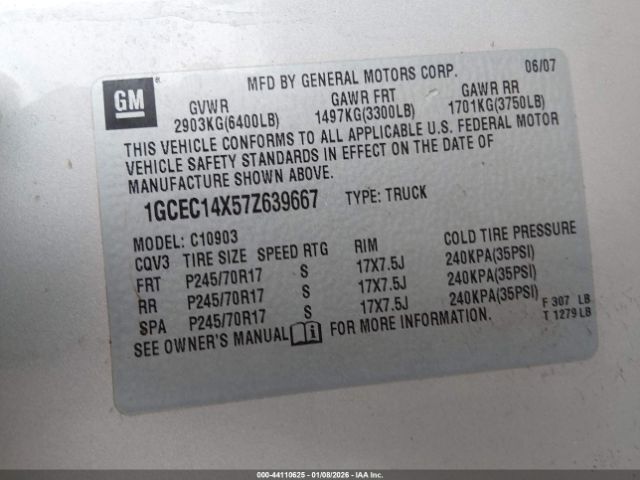 GM
MFD BY GENERAL MOTORS CORP. 06/07
GVWR GAWR FRT GAWR RR
2903KG(6400LB) 1497KG(3300LB) 1701KG(3750LB)
THIS VEHICLE CONFORMS TO ALL APPLICABLE U.S. FEDERAL MOTOR
VEHICLE SAFETY STANDARDS IN EFFECT ON THE DATE OF
MANUFACTURE SHOWN ABOVE.
1GCEC14X57Z639667 TYPE: TRUCK
MODEL: C10903
CQV3 TIRE SIZE SPEED RTG RIM COLD TIRE PRESSURE
FRT P245/70R17 S 17X7.5J 240KPA(35PSI)
RR P245/70R17 S 17X7.5J 240KPA(35PSI)
SPA P245/70R17 S 17X7.5J 240KPA(35PSI)
SEE OWNER'S MANUAL i FOR MORE INFORMATION.
F 307 LB
T 1279 LB
000-44110625 | 01/08/2026 - IAA, Inc.